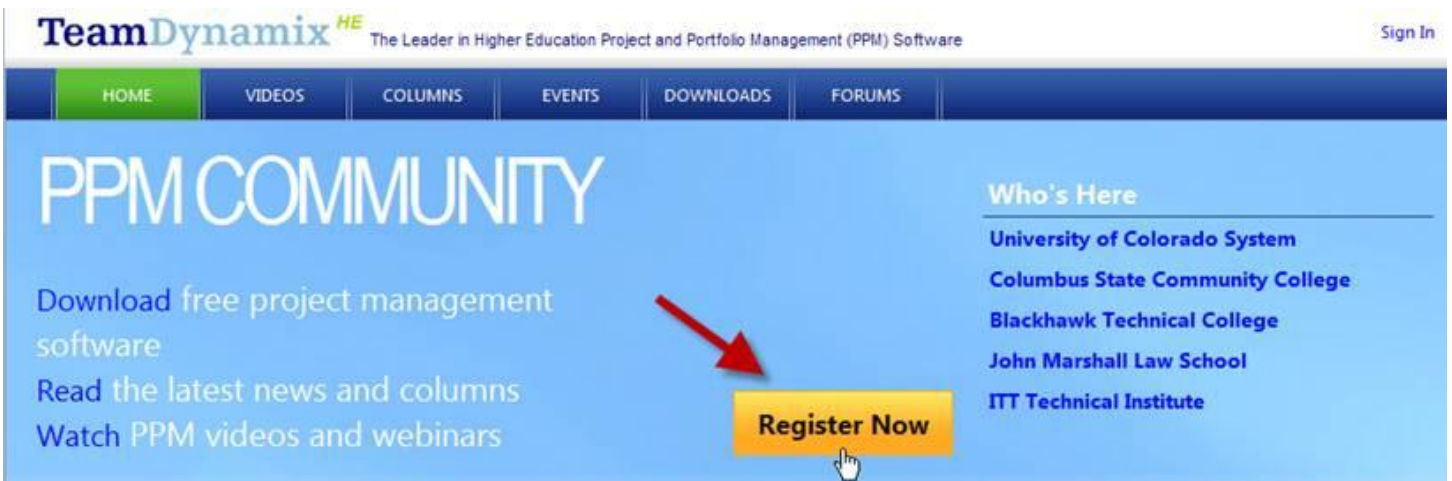 TeamDynamix HE The Leader in Higher Education Project and Portfolio Management (PPM) Software
Sign In
HOME VIDEOS COLUMNS EVENTS DOWNLOADS FORUMS
PPM COMMUNITY
Download free project management
software
Read the latest news and columns
Watch PPM videos and webinars
Register Now
Who's Here
University of Colorado System
Columbus State Community College
Blackhawk Technical College
John Marshall Law School
ITT Technical Institute